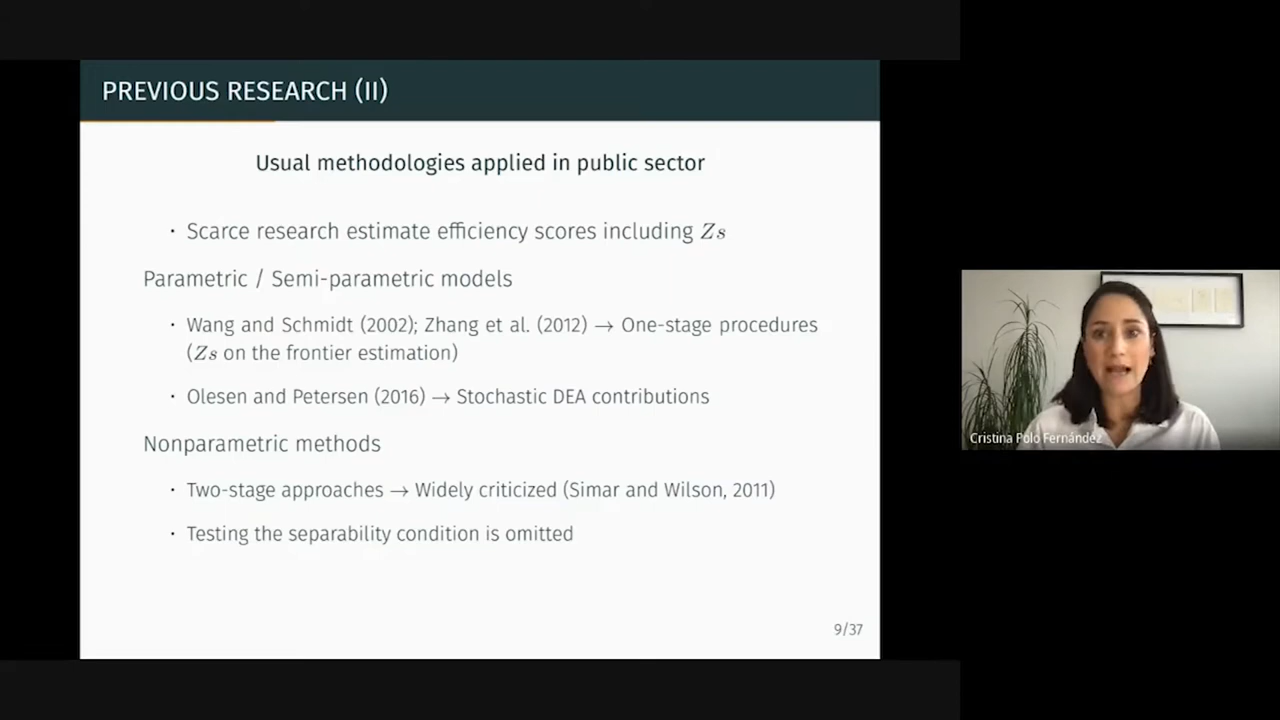 PREVIOUS RESEARCH (II)
Usual methodologies applied in public sector
· Scarce research estimate efficiency scores including Zs
Parametric / Semi-parametric models
· Wang and Schmidt (2002); Zhang et al. (2012) → One-stage procedures
(Zs on the frontier estimation)
· Olesen and Petersen (2016) → Stochastic DEA contributions
Nonparametric methods
· Two-stage approaches → Widely criticized (Simar and Wilson, 2011)
· Testing the separability condition is omitted
9/37
Cristina Polo Fernández